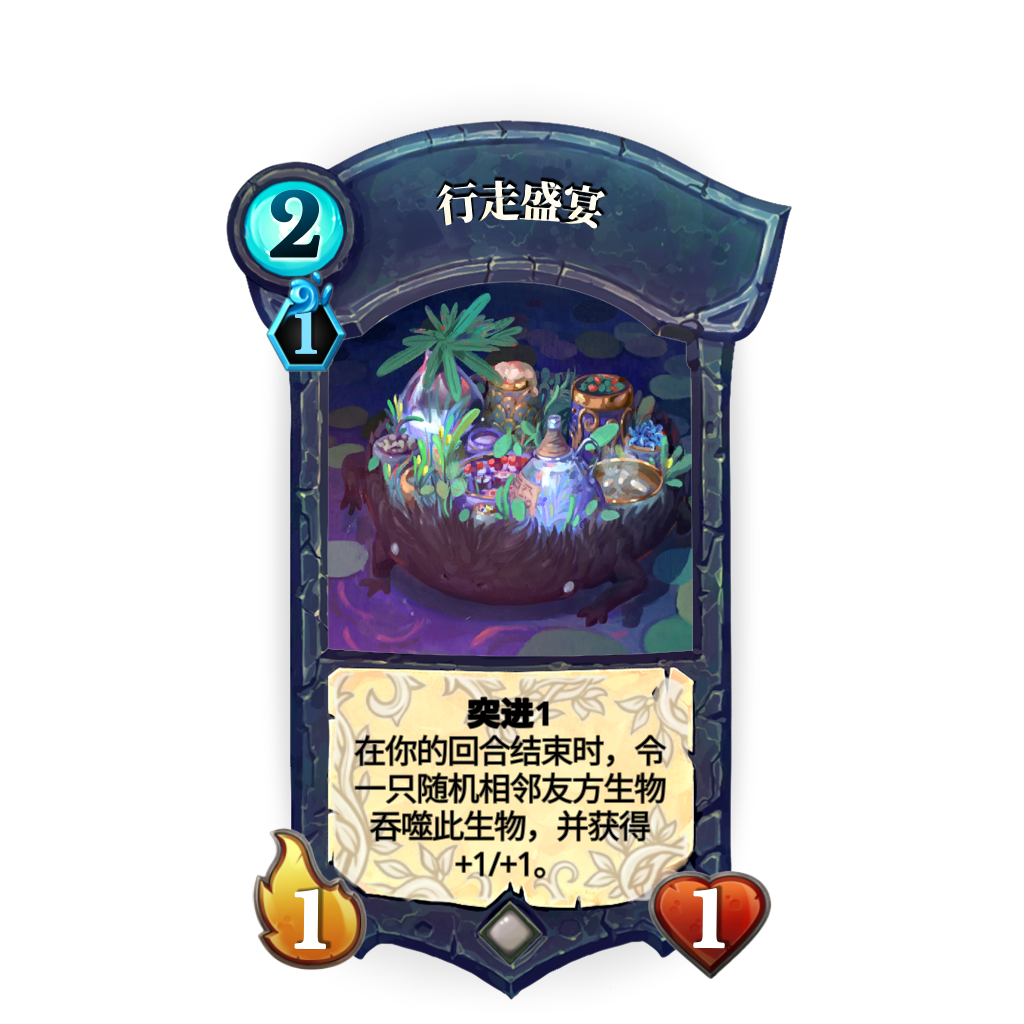 行走盛宴
2
1
突进1
在你的回合结束时，令
一只随机相邻友方生物
吞噬此生物，并获得
+1/+1。
1
1